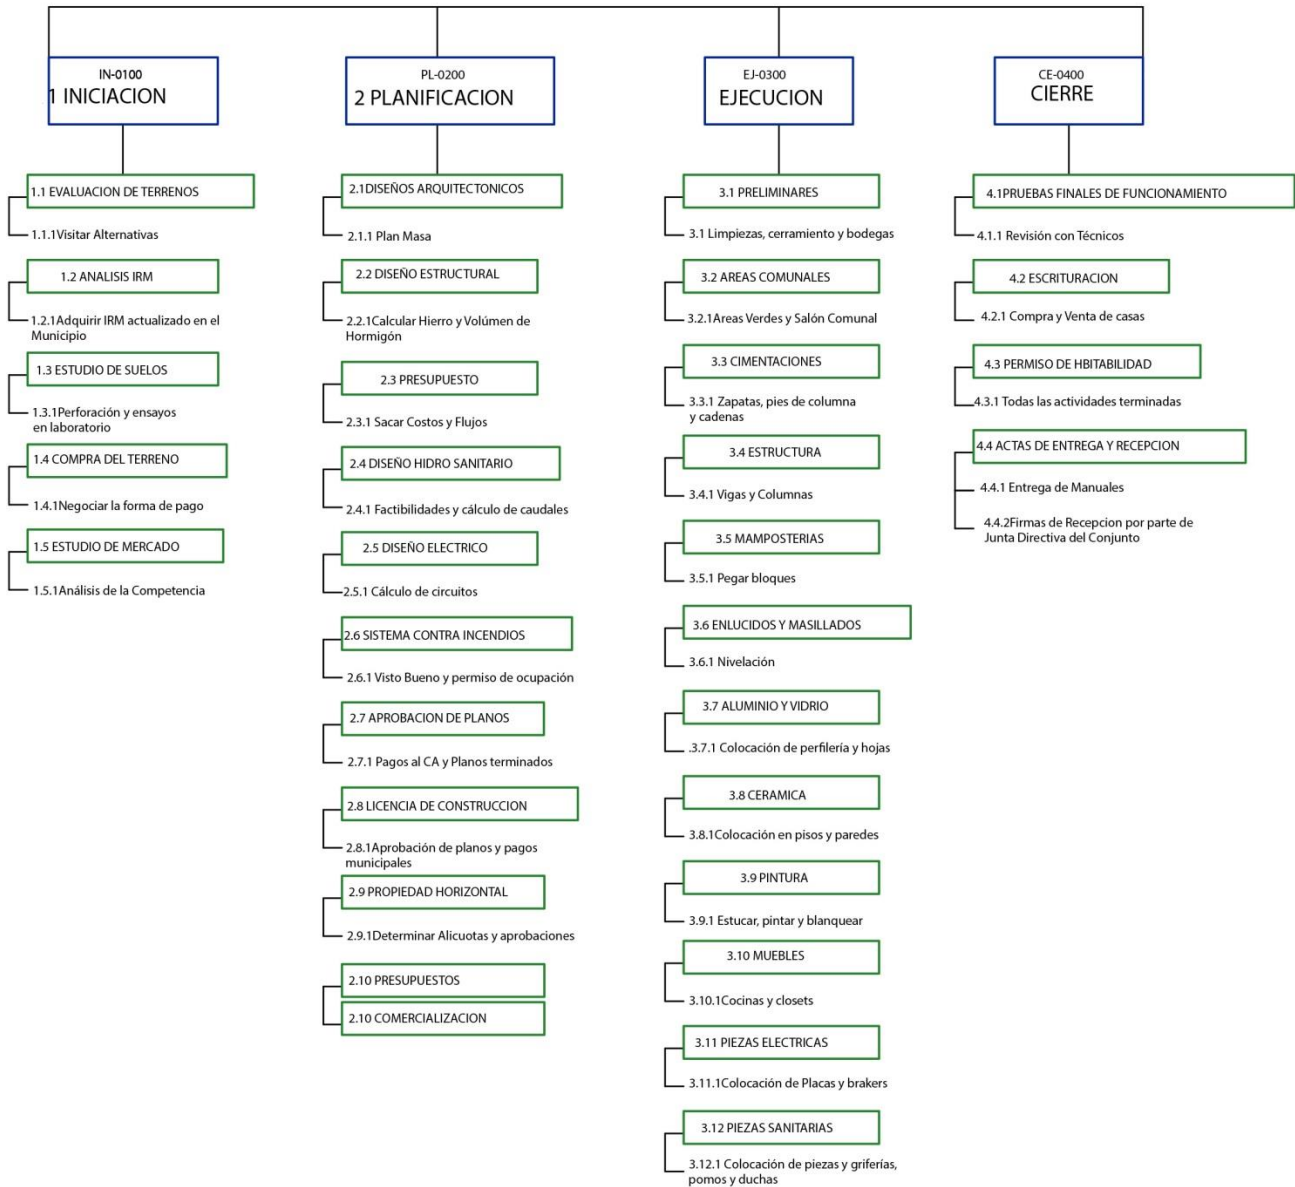 IN-0100
1 INICIACION
1.1 EVALUACION DE TERRENOS
1.1.1Visitar Alternativas
1.2 ANALISIS IRM
1.2.1Adquirir IRM actualizado en el
Municipio
1.3 ESTUDIO DE SUELOS
1.3.1Perforación y ensayos
en laboratorio
1.4 COMPRA DEL TERRENO
1.4.1Negociar la forma de pago
1.5 ESTUDIO DE MERCADO
1.5.1Análisis de la Competencia
PL-0200
2 PLANIFICACION
2.1DISEÑOS ARQUITECTONICOS
2.1.1 Plan Masa
2.2 DISEÑO ESTRUCTURAL
2.2.1Calcular Hierro y Volúmen de
Hormigón
2.3 PRESUPUESTO
2.3.1 Sacar Costos y Flujos
2.4 DISEÑO HIDRO SANITARIO
2.4.1 Factibilidades y cálculo de caudales
2.5 DISEÑO ELECTRICO
2.5.1 Cálculo de circuitos
2.6 SISTEMA CONTRA INCENDIOS
2.6.1 Visto Bueno y permiso de ocupación
2.7 APROBACION DE PLANOS
2.7.1 Pagos al CA y Planos terminados
2.8 LICENCIA DE CONSTRUCCION
2.8.1Aprobación de planos y pagos
municipales
2.9 PROPIEDAD HORIZONTAL
2.9.1Determinar Alicuotas y aprobaciones
2.10 PRESUPUESTOS
2.10 COMERCIALIZACION
EJ-0300
EJECUCION
3.1 PRELIMINARES
3.1 Limpiezas, cerramiento y bodegas
3.2 AREAS COMUNALES
3.2.1Areas Verdes y Salón Comunal
3.3 CIMENTACIONES
3.3.1 Zapatas, pies de columna
y cadenas
3.4 ESTRUCTURA
3.4.1 Vigas y Columnas
3.5 MAMPOSTERIAS
3.5.1 Pegar bloques
3.6 ENLUCIDOS Y MASILLADOS
3.6.1 Nivelación
3.7 ALUMINIO Y VIDRIO
.3.7.1 Colocación de perfilería y hojas
3.8 CERAMICA
3.8.1Colocación en pisos y paredes
3.9 PINTURA
3.9.1 Estucar, pintar y blanquear
3.10 MUEBLES
3.10.1Cocinas y closets
3.11 PIEZAS ELECTRICAS
3.11.1Colocación de Placas y brakers
3.12 PIEZAS SANITARIAS
3.12.1 Colocación de piezas y griferías,
pomos y duchas
CE-0400
CIERRE
4.1PRUEBAS FINALES DE FUNCIONAMIENTO
4.1.1 Revisión con Técnicos
4.2 ESCRITURACION
4.2.1 Compra y Venta de casas
4.3 PERMISO DE HBITABILIDAD
4.3.1 Todas las actividades terminadas
4.4 ACTAS DE ENTREGA Y RECEPCION
4.4.1 Entrega de Manuales
4.4.2Firmas de Recepcion por parte de
Junta Directiva del Conjunto